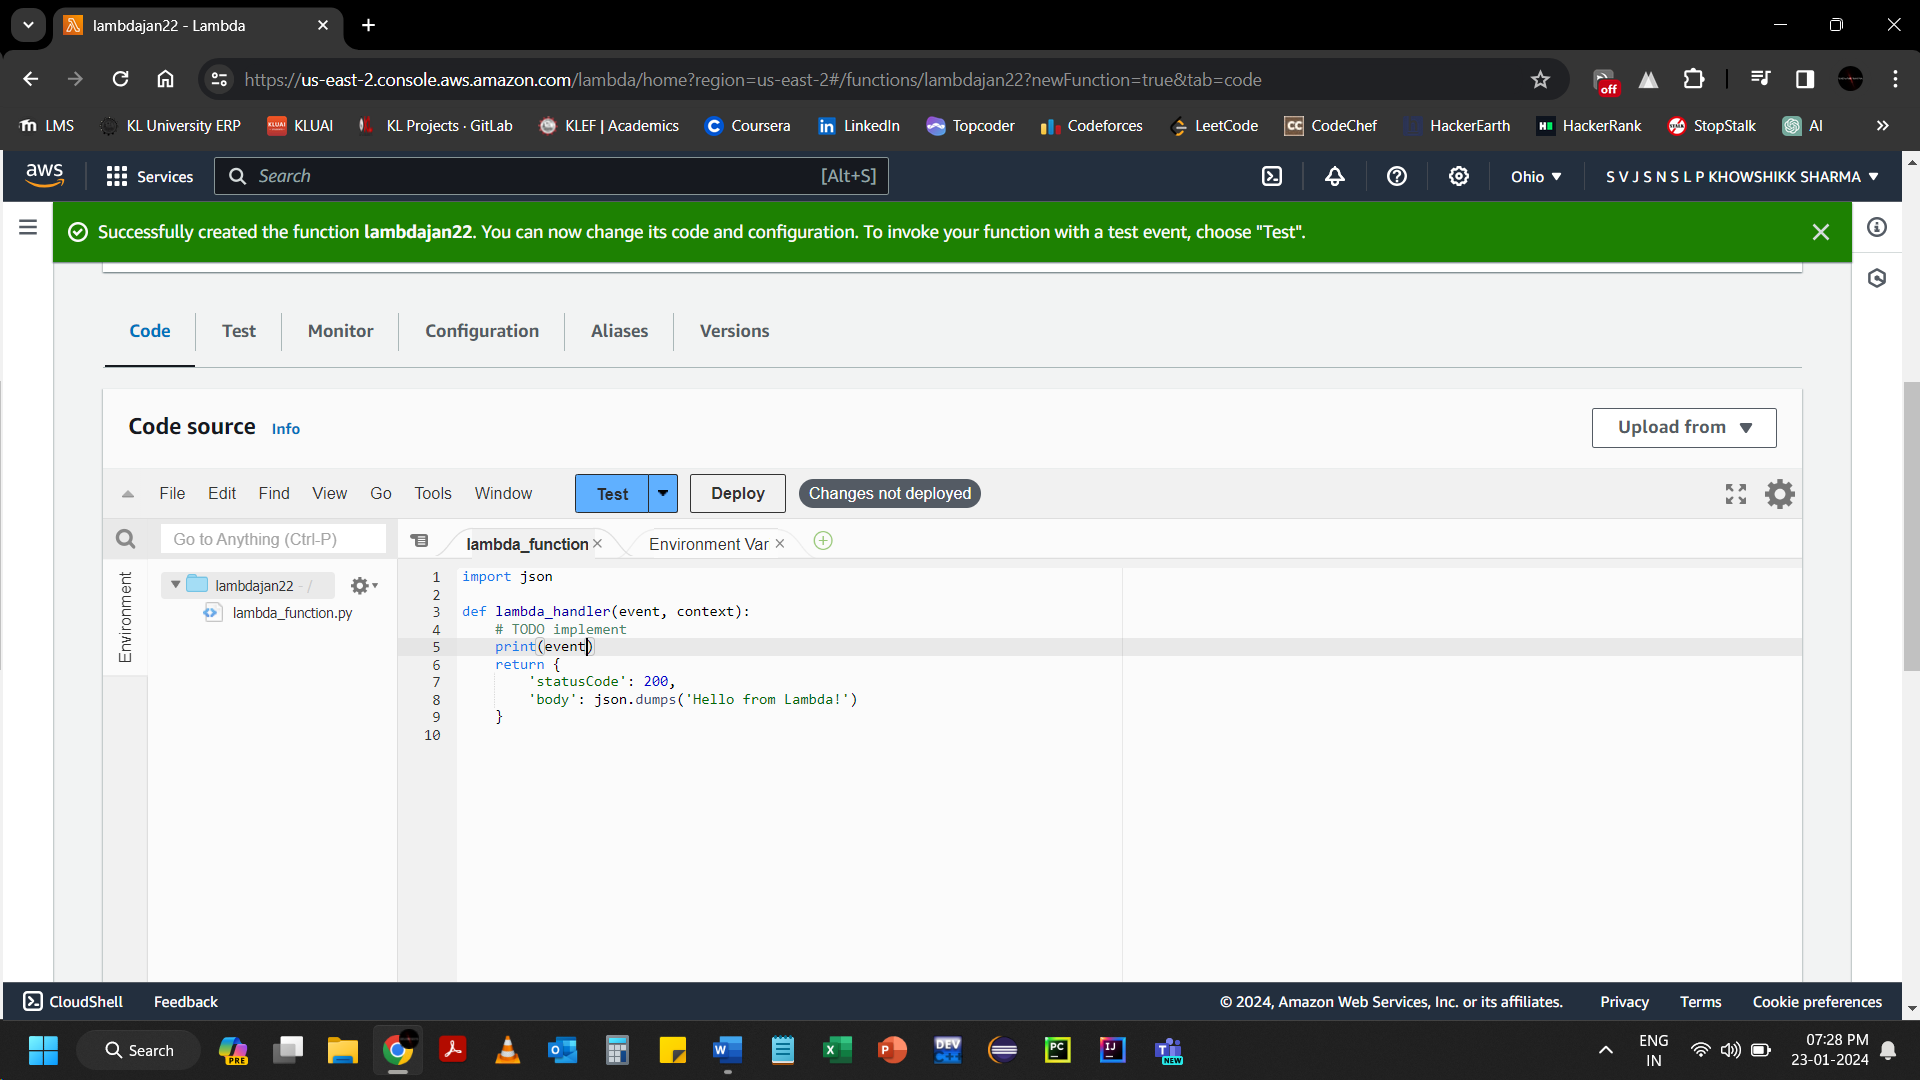 lambdajan22 - Lambda
https://us-east-2.console.aws.amazon.com/lambda/home?region=us-east-2#/functions/lambdajan22?newFunction=true&tab=code
off
LMS KL University ERP KLUAI KL Projects · GitLab KLEF | Academics Coursera LinkedIn Topcoder Codeforces LeetCode CodeChef HackerEarth HackerRank StopStalk AI
aws Services Search [Alt+S] Ohio S V J S N S L P KHOWSHIKK SHARMA
Successfully created the function lambdajan22. You can now change its code and configuration. To invoke your function with a test event, choose "Test".
Code Test Monitor Configuration Aliases Versions
Code source Info Upload from
File Edit Find View Go Tools Window Test Deploy Changes not deployed
Go to Anything (Ctrl-P) lambda_function Environment Var
Environment
lambdajan22 - /
lambda_function.py
1 import json
2
3 def lambda_handler(event, context):
4 # TODO implement
5 print(event)
6 return {
7 'statusCode': 200,
8 'body': json.dumps('Hello from Lambda!')
9 }
10
CloudShell Feedback © 2024, Amazon Web Services, Inc. or its affiliates. Privacy Terms Cookie preferences
Search ENG IN 07:28 PM
23-01-2024